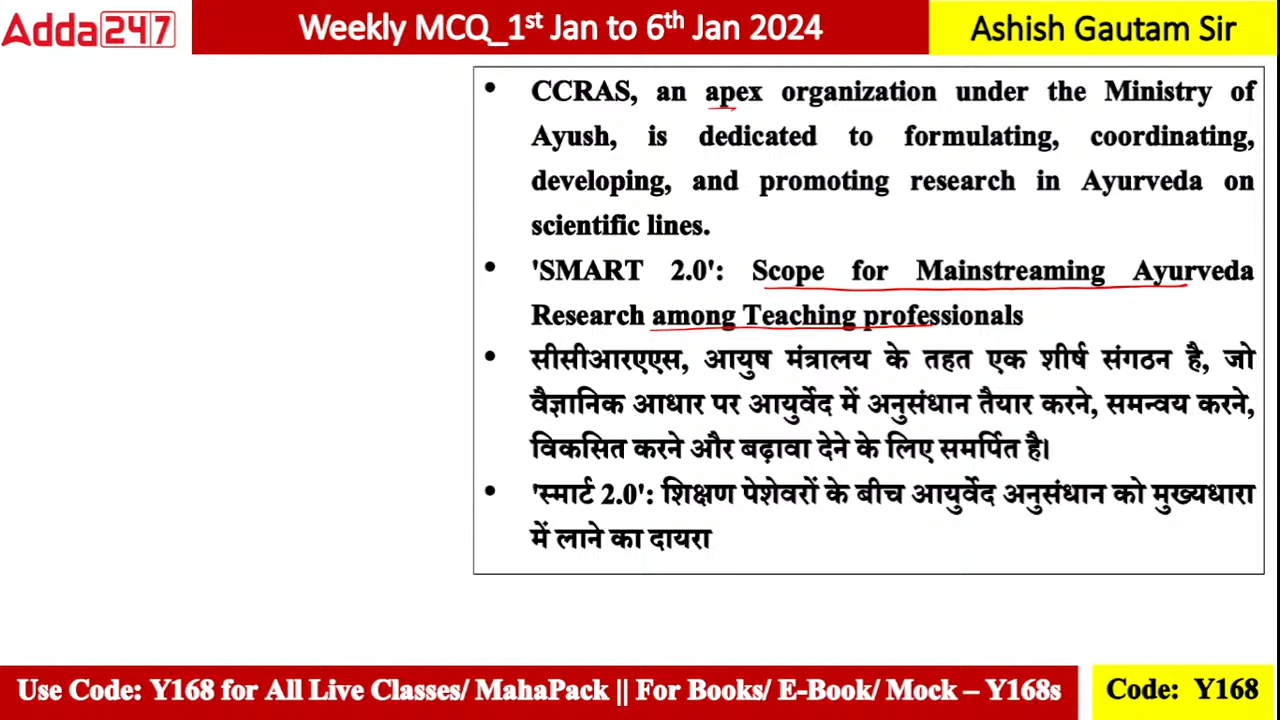 Adda247
Weekly MCQ_1st Jan to 6th Jan 2024
Ashish Gautam Sir
• CCRAS, an apex organization under the Ministry of
Ayush, is dedicated to formulating, coordinating,
developing, and promoting research in Ayurveda on
scientific lines.
• 'SMART 2.0': Scope for Mainstreaming Ayurveda
Research among Teaching professionals
• सीसीआरएएस, आयुष मंत्रालय के तहत एक शीर्ष संगठन है, जो
वैज्ञानिक आधार पर आयुर्वेद में अनुसंधान तैयार करने, समन्वय करने,
विकसित करने और बढ़ावा देने के लिए समर्पित है।
• 'स्मार्ट 2.0': शिक्षण पेशेवरों के बीच आयुर्वेद अनुसंधान को मुख्यधारा
में लाने का दायरा
Use Code: Y168 for All Live Classes/ MahaPack || For Books/ E-Book/ Mock – Y168s
Code: Y168